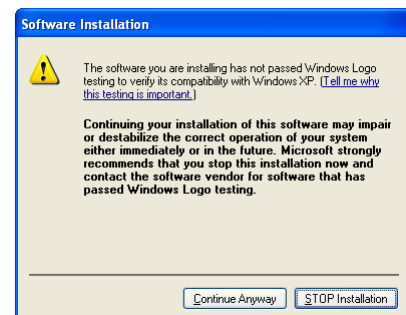 Software Installation
The software you are installing has not passed Windows Logo
testing to verify its compatibility with Windows XP. (Tell me why
this testing is important.)
Continuing your installation of this software may impair
or destabilize the correct operation of your system
either immediately or in the future. Microsoft strongly
recommends that you stop this installation now and
contact the software vendor for software that has
passed Windows Logo testing.
Continue Anyway
STOP Installation